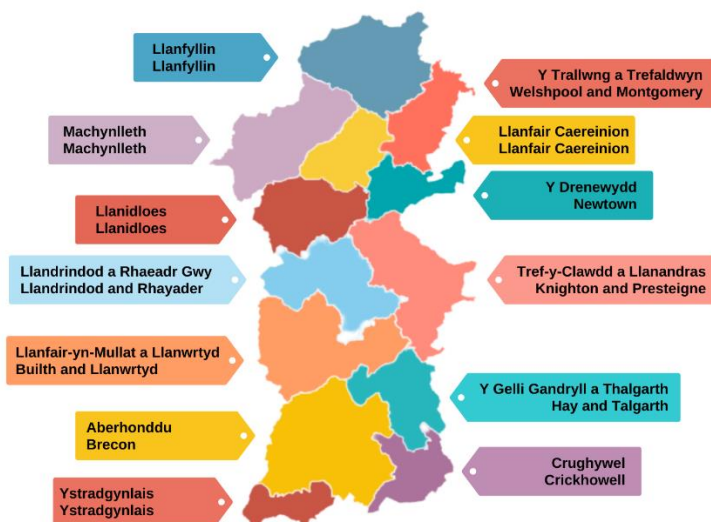 Llanfyllin
Llanfyllin
Y Trallwng a Trefaldwyn
Welshpool and Montgomery
Machynlleth
Machynlleth
Llanfair Caereinion
Llanfair Caereinion
Y Drenewydd
Newtown
Llanidloes
Llanidloes
Llandrindod a Rhaeadr Gwy
Llandrindod and Rhayader
Tref-y-Clawdd a Llanandras
Knighton and Presteigne
Llanfair-yn-Mullat a Llanwrtyd
Builth and Llanwrtyd
Y Gelli Gandryll a Thalgarth
Hay and Talgarth
Aberhonddu
Brecon
Crughywel
Crickhowell
Ystradgynlais
Ystradgynlais